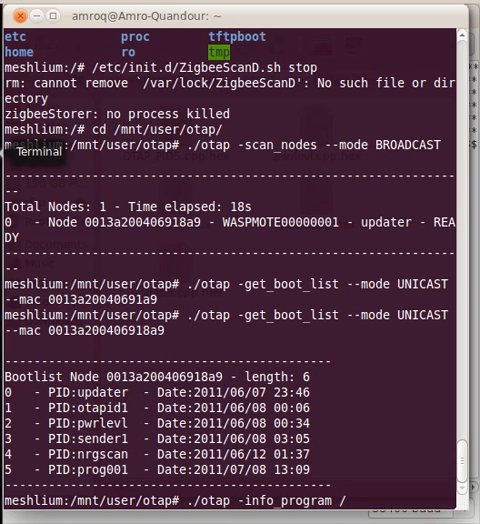 amroq@Amro-Quandour: ~
etc proc tftpboot
home ro tmp
meshlium:/# /etc/init.d/ZigbeeScanD.sh stop
rm: cannot remove `/var/lock/ZigbeeScanD': No such file or dir
ectory
zigbeeStorer: no process killed
meshlium:/# cd /mnt/user/otap/
meshlium:/mnt/user/otap# ./otap -scan_nodes --mode BROADCAST
Terminal
--------------------------------------------------------------
--
Total Nodes: 1 - Time elapsed: 18s
0 - Node 0013a200406918a9 - WASPMOTE00000001 - updater - REA
DY
--------------------------------------------------------------
--
meshlium:/mnt/user/otap# ./otap -get_boot_list --mode UNICAST
--mac 0013a20040691a9
meshlium:/mnt/user/otap# ./otap -get_boot_list --mode UNICAST
--mac 0013a200406918a9
---------------------------------------------
Bootlist Node 0013a200406918a9 - length: 6
0 - PID:updater - Date:2011/06/07 23:46
1 - PID:otapid1 - Date:2011/06/08 00:06
2 - PID:pwrlevl - Date:2011/06/08 00:34
3 - PID:sender1 - Date:2011/06/08 03:05
4 - PID:nrgscan - Date:2011/06/12 01:37
5 - PID:prog001 - Date:2011/07/08 13:09
---------------------------------------------
meshlium:/mnt/user/otap# ./otap -info_program /